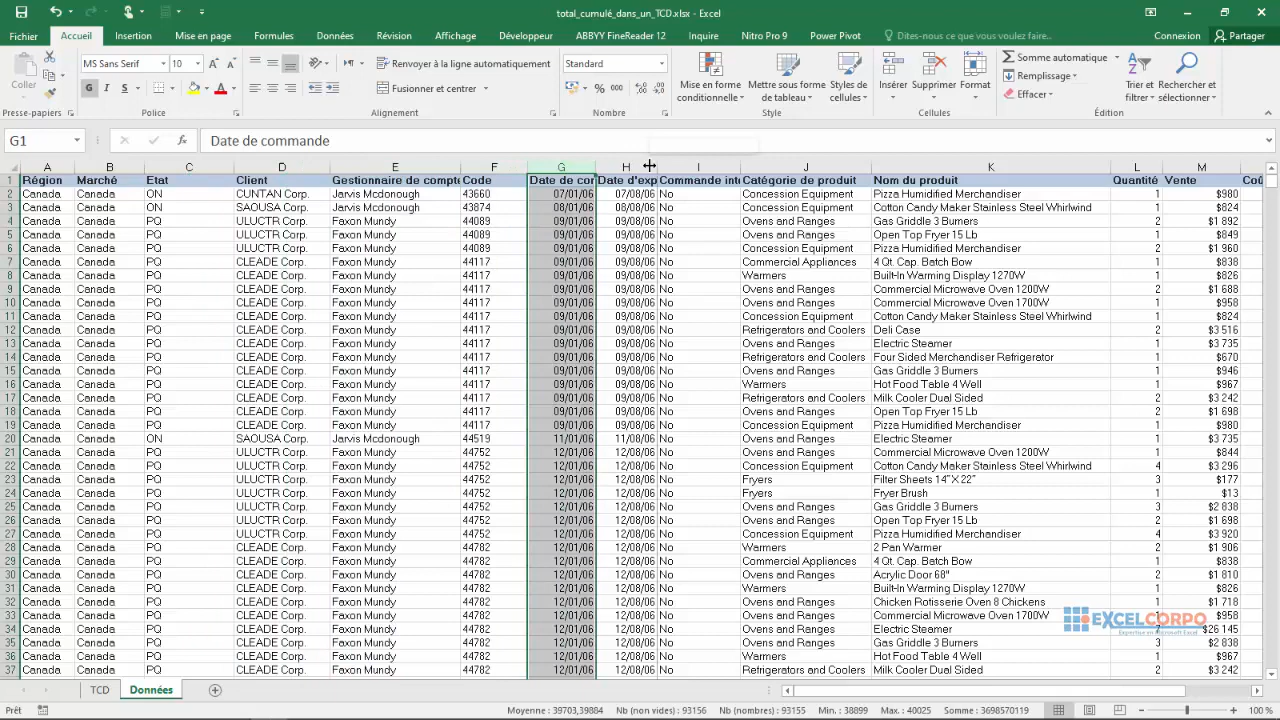 total_cumulé_dans_un_TCD.xlsx - Excel
Fichier Accueil Insertion Mise en page Formules Données Révision Affichage Développeur ABBYY FineReader 12 Inquire Nitro Pro 9 Power Pivot Dites-nous ce que vous voulez faire. Connexion Partager
MS Sans Serif 10 Renvoyer à la ligne automatiquement Standard Somme automatique
Coller G I S Fusionner et centrer % 000 Mise en forme conditionnelle Mettre sous forme de tableau Styles de cellules Insérer Supprimer Format Remplissage Effacer Trier et filtrer Rechercher et sélectionner
Presse-papiers Police Alignement Nombre Cellules Édition
G1 fx Date de commande
A B C D E F G H I J K L M
1 Région Marché Etat Client Gestionnaire de compte Code Date de cor Date d'exp Commande inte Catégorie de produit Nom du produit Quantité Vente Coû
2 Canada Canada ON CUNTAN Corp. Jarvis Mcdonough 43660 07/01/06 07/08/06 No Concession Equipment Pizza Humidified Merchandiser 1 $980
3 Canada Canada ON SAOUSA Corp. Jarvis Mcdonough 43874 08/01/06 08/08/06 No Concession Equipment Cotton Candy Maker Stainless Steel Whirlwind 1 $824
4 Canada Canada PQ ULUCTR Corp. Faxon Mundy 44089 09/01/06 09/08/06 No Ovens and Ranges Gas Griddle 3 Burners 2 $1 892
5 Canada Canada PQ ULUCTR Corp. Faxon Mundy 44089 09/01/06 09/08/06 No Ovens and Ranges Open Top Fryer 15 Lb 1 $849
6 Canada Canada PQ ULUCTR Corp. Faxon Mundy 44089 09/01/06 09/08/06 No Concession Equipment Pizza Humidified Merchandiser 2 $1 960
7 Canada Canada PQ CLEADE Corp. Faxon Mundy 44117 09/01/06 09/08/06 No Commercial Appliances 4 Qt. Cap. Batch Bow 1 $838
8 Canada Canada PQ CLEADE Corp. Faxon Mundy 44117 09/01/06 09/08/06 No Warmers Built-In Warming Display 1270W 1 $826
9 Canada Canada PQ CLEADE Corp. Faxon Mundy 44117 09/01/06 09/08/06 No Ovens and Ranges Commercial Microwave Oven 1200W 2 $1 688
10 Canada Canada PQ CLEADE Corp. Faxon Mundy 44117 09/01/06 09/08/06 No Ovens and Ranges Commercial Microwave Oven 1700W 1 $958
11 Canada Canada PQ CLEADE Corp. Faxon Mundy 44117 09/01/06 09/08/06 No Concession Equipment Cotton Candy Maker Stainless Steel Whirlwind 1 $824
12 Canada Canada PQ CLEADE Corp. Faxon Mundy 44117 09/01/06 09/08/06 No Refrigerators and Coolers Deli Case 2 $3 516
13 Canada Canada PQ CLEADE Corp. Faxon Mundy 44117 09/01/06 09/08/06 No Ovens and Ranges Electric Steamer 1 $3 735
14 Canada Canada PQ CLEADE Corp. Faxon Mundy 44117 09/01/06 09/08/06 No Refrigerators and Coolers Four Sided Merchandiser Refrigerator 1 $670
15 Canada Canada PQ CLEADE Corp. Faxon Mundy 44117 09/01/06 09/08/06 No Ovens and Ranges Gas Griddle 3 Burners 1 $946
16 Canada Canada PQ CLEADE Corp. Faxon Mundy 44117 09/01/06 09/08/06 No Warmers Hot Food Table 4 Well 1 $967
17 Canada Canada PQ CLEADE Corp. Faxon Mundy 44117 09/01/06 09/08/06 No Refrigerators and Coolers Milk Cooler Dual Sided 2 $3 242
18 Canada Canada PQ CLEADE Corp. Faxon Mundy 44117 09/01/06 09/08/06 No Ovens and Ranges Open Top Fryer 15 Lb 2 $1 698
19 Canada Canada PQ CLEADE Corp. Faxon Mundy 44117 09/01/06 09/08/06 No Concession Equipment Pizza Humidified Merchandiser 1 $980
20 Canada Canada ON SAOUSA Corp. Jarvis Mcdonough 44519 11/01/06 11/08/06 No Ovens and Ranges Electric Steamer 1 $3 735
21 Canada Canada PQ ULUCTR Corp. Faxon Mundy 44752 12/01/06 12/08/06 No Ovens and Ranges Commercial Microwave Oven 1200W 1 $844
22 Canada Canada PQ ULUCTR Corp. Faxon Mundy 44752 12/01/06 12/08/06 No Concession Equipment Cotton Candy Maker Stainless Steel Whirlwind 4 $3 296
23 Canada Canada PQ ULUCTR Corp. Faxon Mundy 44752 12/01/06 12/08/06 No Fryers Filter Sheets 14"X 22" 3 $177
24 Canada Canada PQ ULUCTR Corp. Faxon Mundy 44752 12/01/06 12/08/06 No Fryers Fryer Brush 1 $13
25 Canada Canada PQ ULUCTR Corp. Faxon Mundy 44752 12/01/06 12/08/06 No Ovens and Ranges Gas Griddle 3 Burners 3 $2 838
26 Canada Canada PQ ULUCTR Corp. Faxon Mundy 44752 12/01/06 12/08/06 No Ovens and Ranges Open Top Fryer 15 Lb 2 $1 698
27 Canada Canada PQ ULUCTR Corp. Faxon Mundy 44752 12/01/06 12/08/06 No Concession Equipment Pizza Humidified Merchandiser 4 $3 920
28 Canada Canada PQ CLEADE Corp. Faxon Mundy 44782 12/01/06 12/08/06 No Warmers 2 Pan Warmer 2 $1 906
29 Canada Canada PQ CLEADE Corp. Faxon Mundy 44782 12/01/06 12/08/06 No Commercial Appliances 4 Qt. Cap. Batch Bow 1 $838
30 Canada Canada PQ CLEADE Corp. Faxon Mundy 44782 12/01/06 12/08/06 No Ovens and Ranges Acrylic Door 68" 2 $1 810
31 Canada Canada PQ CLEADE Corp. Faxon Mundy 44782 12/01/06 12/08/06 No Warmers Built-In Warming Display 1270W 1 $826
32 Canada Canada PQ CLEADE Corp. Faxon Mundy 44782 12/01/06 12/08/06 No Ovens and Ranges Chicken Rotisserie Oven 8 Chickens 1 $1 718
33 Canada Canada PQ CLEADE Corp. Faxon Mundy 44782 12/01/06 12/08/06 No Ovens and Ranges Commercial Microwave Oven 1700W 1 $958
34 Canada Canada PQ CLEADE Corp. Faxon Mundy 44782 12/01/06 12/08/06 No Ovens and Ranges Electric Steamer 7 $26 145
35 Canada Canada PQ CLEADE Corp. Faxon Mundy 44782 12/01/06 12/08/06 No Ovens and Ranges Gas Griddle 3 Burners 3 $2 838
36 Canada Canada PQ CLEADE Corp. Faxon Mundy 44782 12/01/06 12/08/06 No Warmers Hot Food Table 4 Well 1 $967
37 Canada Canada PQ CLEADE Corp. Faxon Mundy 44782 12/01/06 12/08/06 No Refrigerators and Coolers Milk Cooler Dual Sided 2 $3 242
EXCELCORPO
Expertise en Microsoft Excel
TCD Données
Prêt Moyenne : 39703,39884 Nb (non vides) : 93156 Nb (nombres) : 93155 Min. : 38899 Max. : 40025 Somme : 3698570119 100 %